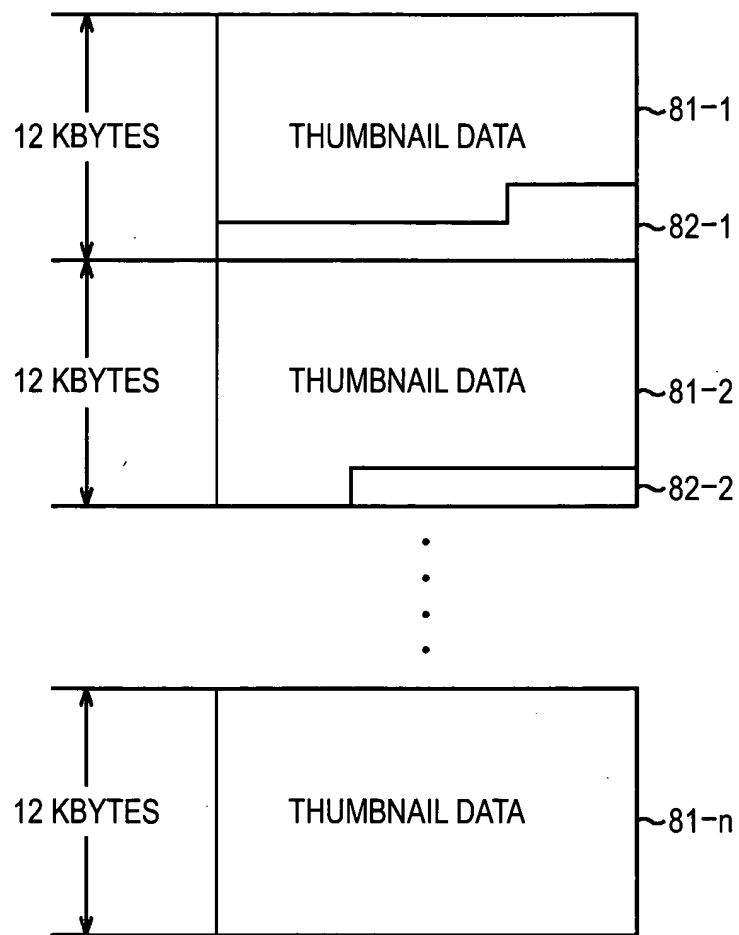 12 KBYTES
THUMBNAIL DATA
81-1
82-1
12 KBYTES
THUMBNAIL DATA
81-2
82-2
12 KBYTES
THUMBNAIL DATA
81-n